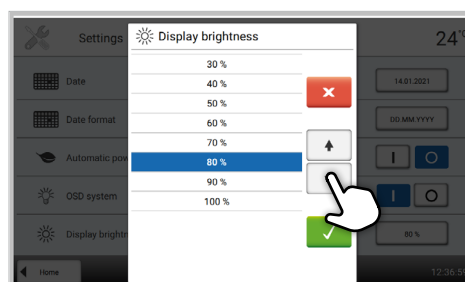 Settings
Display brightness
24°C
30 %
40 %
50 %
60 %
70 %
80 %
90 %
100 %
Date
14.01.2021
Date format
DD.MM.YYYY
Automatic pow
I O
OSD system
I O
Display brightn
80 %
Home
12:36:59